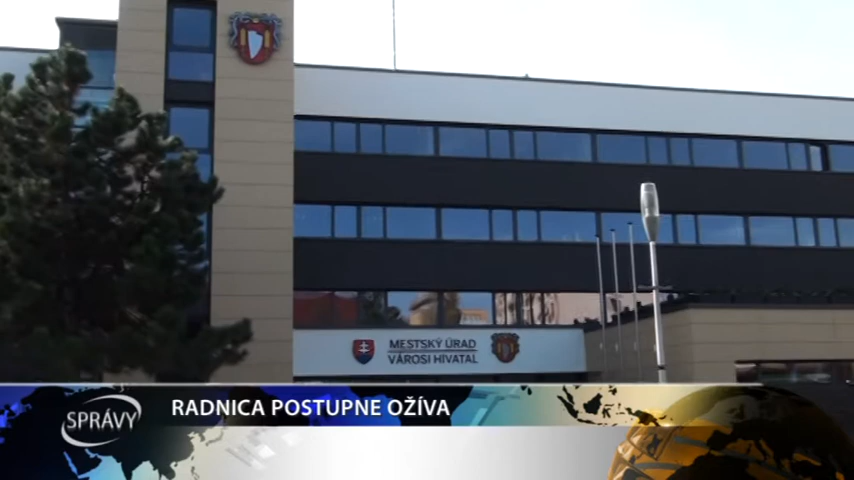 MESTSKÝ ÚRAD
VÁROSI HIVATAL
SPRÁVY
RADNICA POSTUPNE OŽÍVA